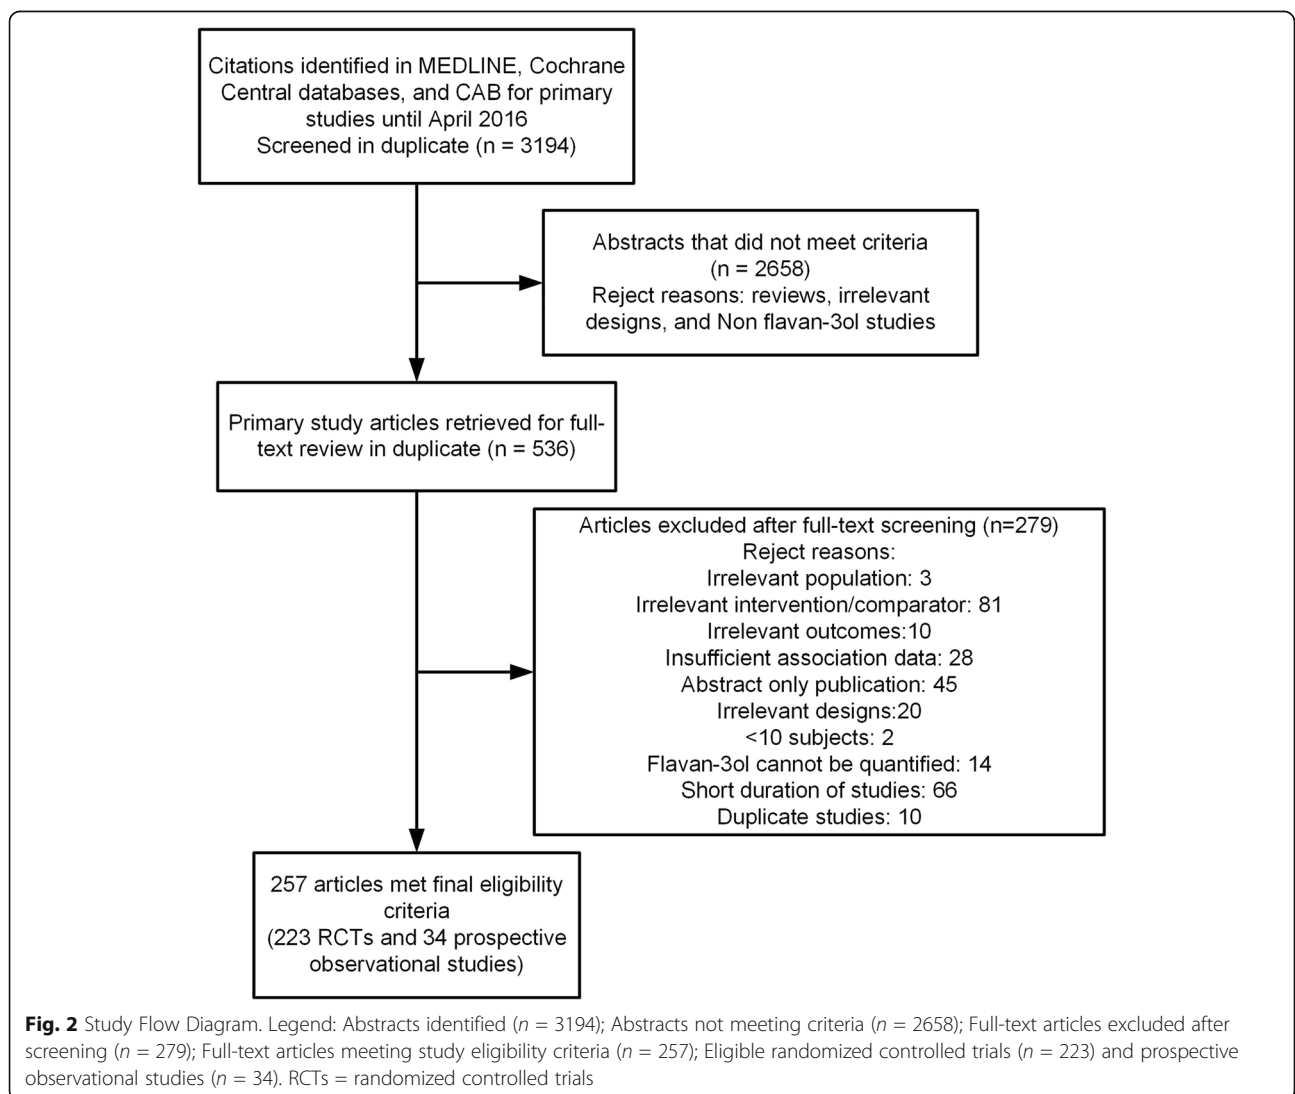 Citations identified in MEDLINE, Cochrane
Central databases, and CAB for primary
studies until April 2016
Screened in duplicate (n = 3194)
Abstracts that did not meet criteria
(n = 2658)
Reject reasons: reviews, irrelevant
designs, and Non flavan-3ol studies
Primary study articles retrieved for full-
text review in duplicate (n = 536)
Articles excluded after full-text screening (n=279)
Reject reasons:
Irrelevant population: 3
Irrelevant intervention/comparator: 81
Irrelevant outcomes:10
Insufficient association data: 28
Abstract only publication: 45
Irrelevant designs:20
<10 subjects: 2
Flavan-3ol cannot be quantified: 14
Short duration of studies: 66
Duplicate studies: 10
257 articles met final eligibility
criteria
(223 RCTs and 34 prospective
observational studies)
Fig. 2 Study Flow Diagram. Legend: Abstracts identified (n = 3194); Abstracts not meeting criteria (n = 2658); Full-text articles excluded after
screening (n = 279); Full-text articles meeting study eligibility criteria (n = 257); Eligible randomized controlled trials (n = 223) and prospective
observational studies (n = 34). RCTs = randomized controlled trials